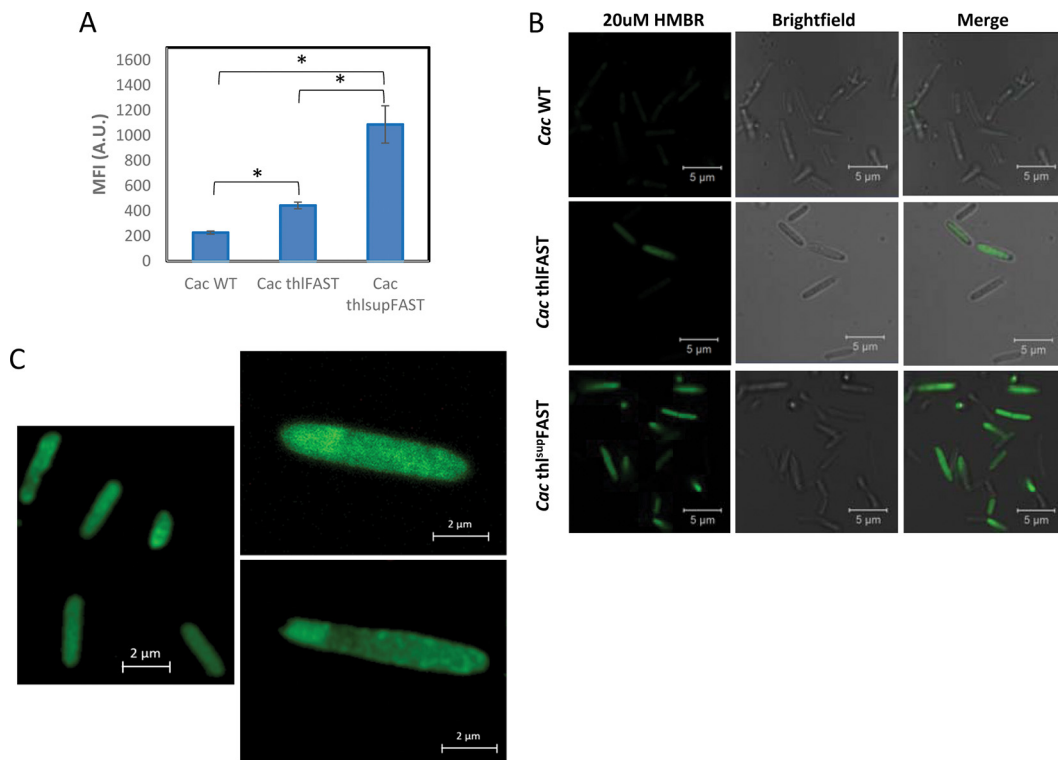 A
MFI (A.U.)
1600
1400
1200
1000
800
600
400
200
0
*
*
*
Cac WT
Cac thlFAST
Cac
thlsupFAST
B
20uM HMBR
Brightfield
Merge
Cac WT
5 µm
5 µm
5 µm
Cac thlFAST
5 µm
5 µm
5 µm
Cac thlsupFAST
5 µm
5 µm
5 µm
C
2 µm
2 µm
2 µm